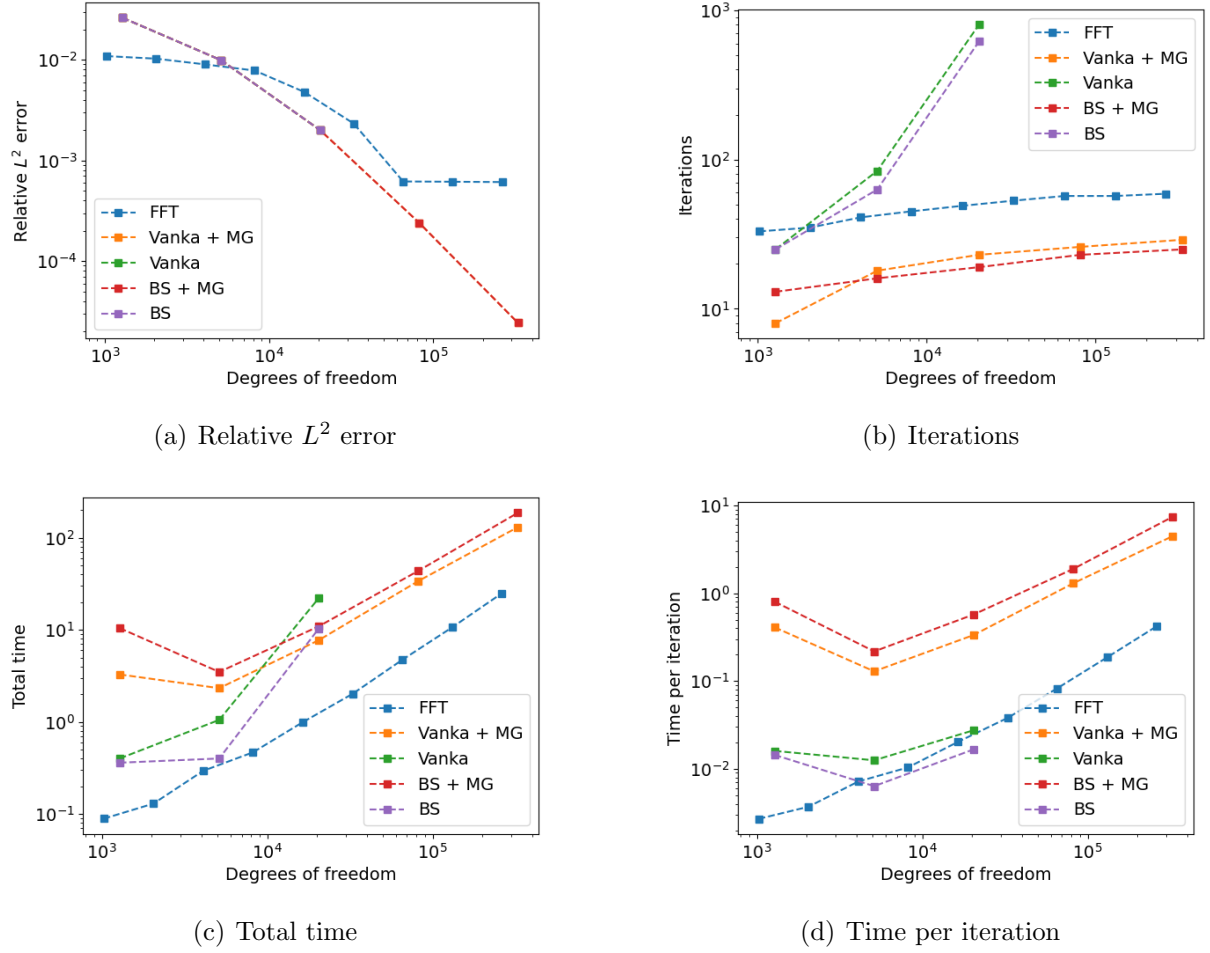 10⁻²
10⁻³
10⁻⁴
Relative L² error
FFT
Vanka + MG
Vanka
BS + MG
BS
10³
10⁴
10⁵
Degrees of freedom
(a) Relative L² error
10³
10²
10¹
Iterations
FFT
Vanka + MG
Vanka
BS + MG
BS
10³
10⁴
10⁵
Degrees of freedom
(b) Iterations
10²
10¹
10⁰
10⁻¹
Total time
FFT
Vanka + MG
Vanka
BS + MG
BS
10³
10⁴
10⁵
Degrees of freedom
(c) Total time
10¹
10⁰
10⁻¹
10⁻²
Time per iteration
FFT
Vanka + MG
Vanka
BS + MG
BS
10³
10⁴
10⁵
Degrees of freedom
(d) Time per iteration